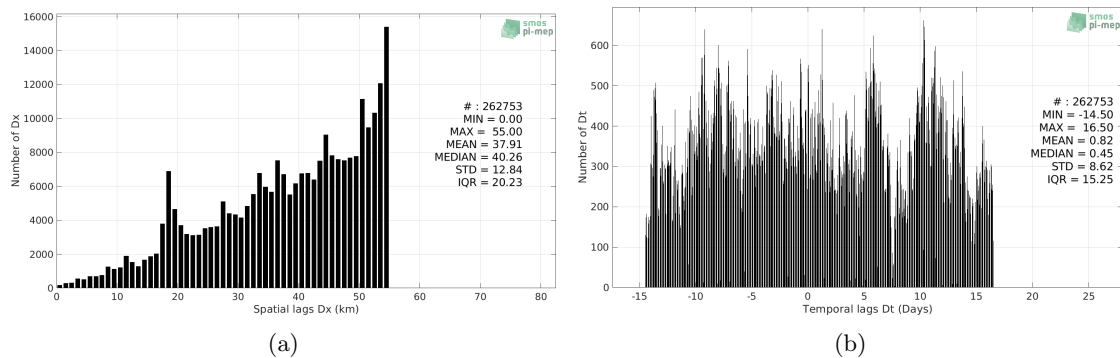 16000
14000
12000
10000
8000
6000
4000
2000
0
Number of Dx
0 10 20 30 40 50 60 70 80
Spatial lags Dx (km)
smos
pi-mep
# : 262753
MIN = 0.00
MAX = 55.00
MEAN = 37.91
MEDIAN = 40.26
STD = 12.84
IQR = 20.23
(a)
600
500
400
300
200
100
0
Number of Dt
-15 -10 -5 0 5 10 15 20 25
Temporal lags Dt (Days)
smos
pi-mep
# : 262753
MIN = -14.50
MAX = 16.50
MEAN = 0.82
MEDIAN = 0.45
STD = 8.62
IQR = 15.25
(b)